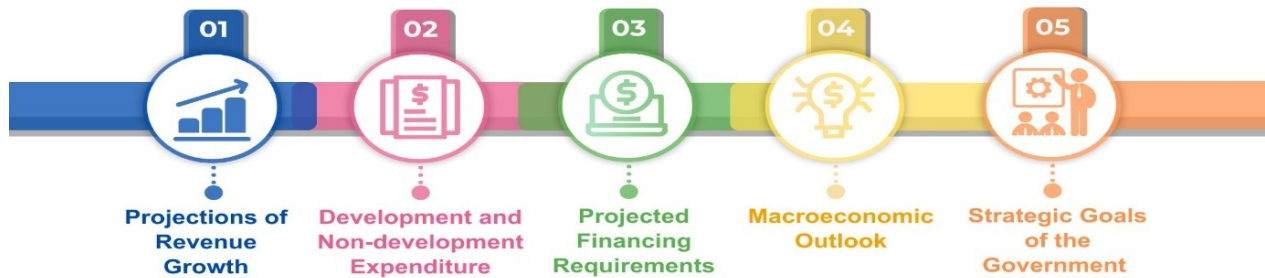 01
02
03
04
05
$
$
$
Projections of
Revenue
Growth
Development and
Non-development
Expenditure
Projected
Financing
Requirements
Macroeconomic
Outlook
Strategic Goals
of the
Government